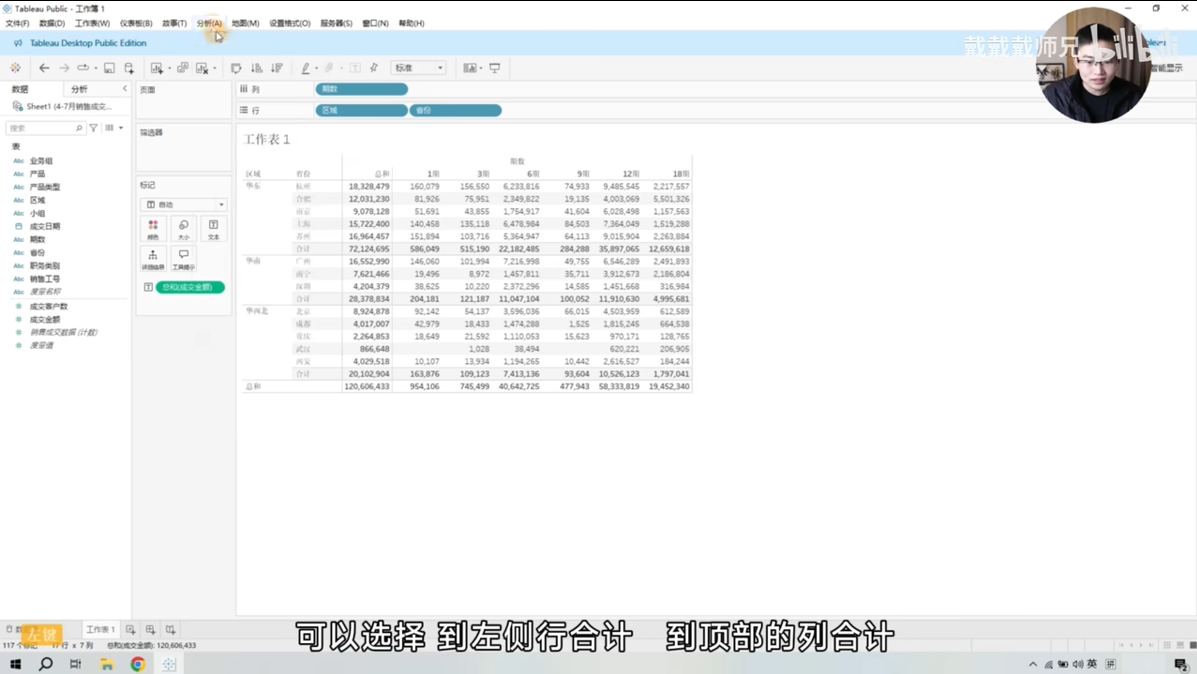 Tableau Public - 工作簿 1
文件(F) 数据(D) 工作表(W) 仪表板(B) 故事(T) 分析(A) 地图(M) 设置格式(O) 服务器(S) 窗口(N) 帮助(H)
Tableau Desktop Public Edition
戴戴戴师兄 bilibili
标准
智能显示
数据 分析
页面
列 期数
行 区域 省份
Sheet1 (4-7月销售成交...
搜索
筛选器
表
Abc 业务组
Abc 产品
Abc 产品类型
Abc 区域
Abc 小组
成交日期
Abc 期数
Abc 省份
Abc 职务类别
Abc 销售工号
Abc 度量名称
成交客户数
成交金额
销售成交数据 (计数)
度量值
标记
自动
颜色 大小 文本
详细信息 工具提示
总和(成交金额)
工作表 1
期数
区域 省份 总和 1期 3期 6期 9期 12期 18期
华东 杭州 18,328,479 160,079 156,550 6,233,816 74,933 9,485,545 2,217,557
合肥 12,031,230 81,926 75,951 2,349,822 19,135 4,003,069 5,501,326
南京 9,078,128 51,691 43,855 1,754,917 41,604 6,028,498 1,157,563
上海 15,722,400 140,458 135,118 6,478,984 84,503 7,364,049 1,519,288
苏州 16,964,457 151,894 103,716 5,364,947 64,113 9,015,904 2,263,884
合计 72,124,695 586,049 515,190 22,182,485 284,288 35,897,065 12,659,618
华南 广州 16,552,990 146,060 101,994 7,216,998 49,755 6,546,289 2,491,893
南宁 7,621,466 19,496 8,972 1,457,811 35,711 3,912,673 2,186,804
深圳 4,204,379 38,625 10,220 2,372,296 14,585 1,451,668 316,984
合计 28,378,834 204,181 121,187 11,047,104 100,052 11,910,630 4,995,681
华西北 北京 8,924,878 92,142 54,137 3,596,036 66,015 4,503,959 612,589
成都 4,017,007 42,979 18,433 1,474,288 1,525 1,815,245 664,538
重庆 2,264,853 18,649 21,592 1,110,053 15,623 970,171 128,765
武汉 866,648 1,028 38,494 620,221 206,905
西安 4,029,518 10,107 13,934 1,194,265 10,442 2,616,527 184,244
合计 20,102,904 163,876 109,123 7,413,136 93,604 10,526,123 1,797,041
总和 120,606,433 954,106 745,499 40,642,725 477,943 58,333,819 19,452,340
左键
工作表 1
可以选择 到左侧行合计 到顶部的列合计
117 个标记 17 行 x 7 列 总和(成交金额): 120,606,433
英 拼
2